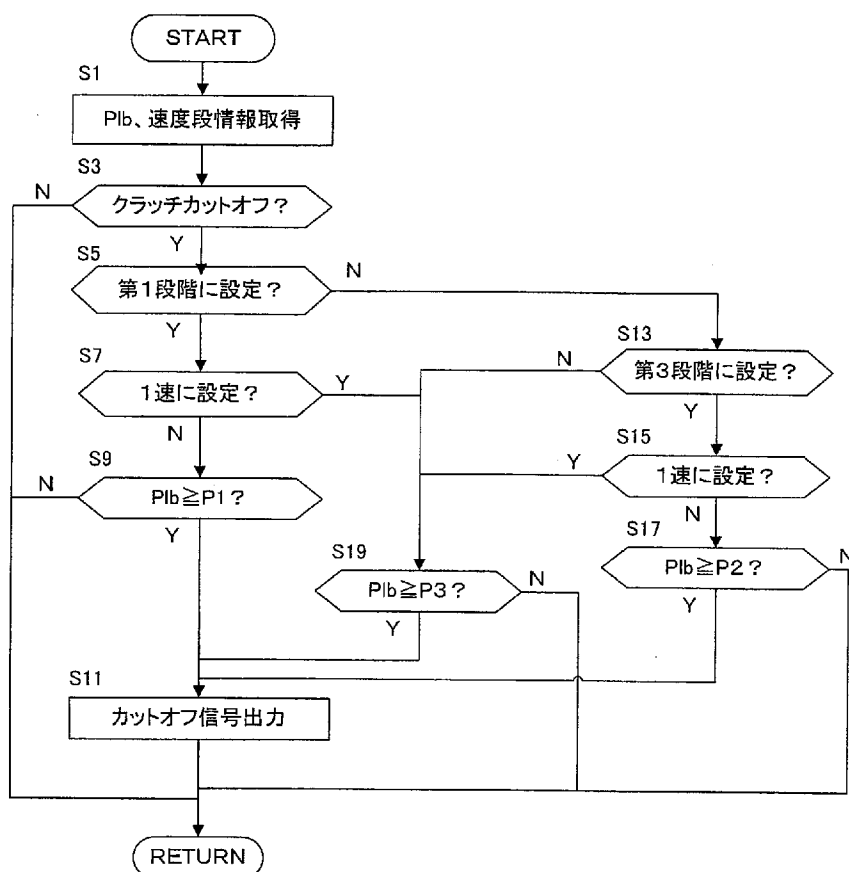 START
S1
Plb、速度段情報取得
S3
N
クラッチカットオフ？
Y
S5
第１段階に設定？
N
Y
S7
１速に設定？
Y
N
S13
N
第３段階に設定？
Y
S15
Y
１速に設定？
N
S9
N
Plb≧P1？
Y
S17
Plb≧P2？
N
Y
S19
Plb≧P3？
N
Y
S11
カットオフ信号出力
RETURN